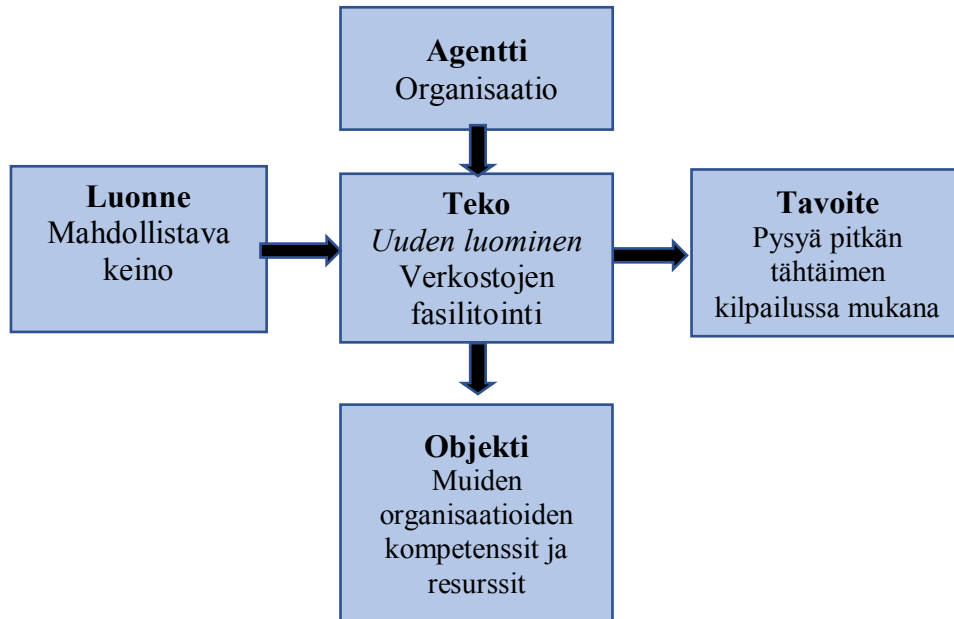 Agentti
Organisaatio
Luonne
Mahdollistava
keino
Teko
Uuden luominen
Verkostojen
fasilitointi
Tavoite
Pysyä pitkän
tähtäimen
kilpailussa mukana
Objekti
Muiden
organisaatioiden
kompetenssit ja
resurssit